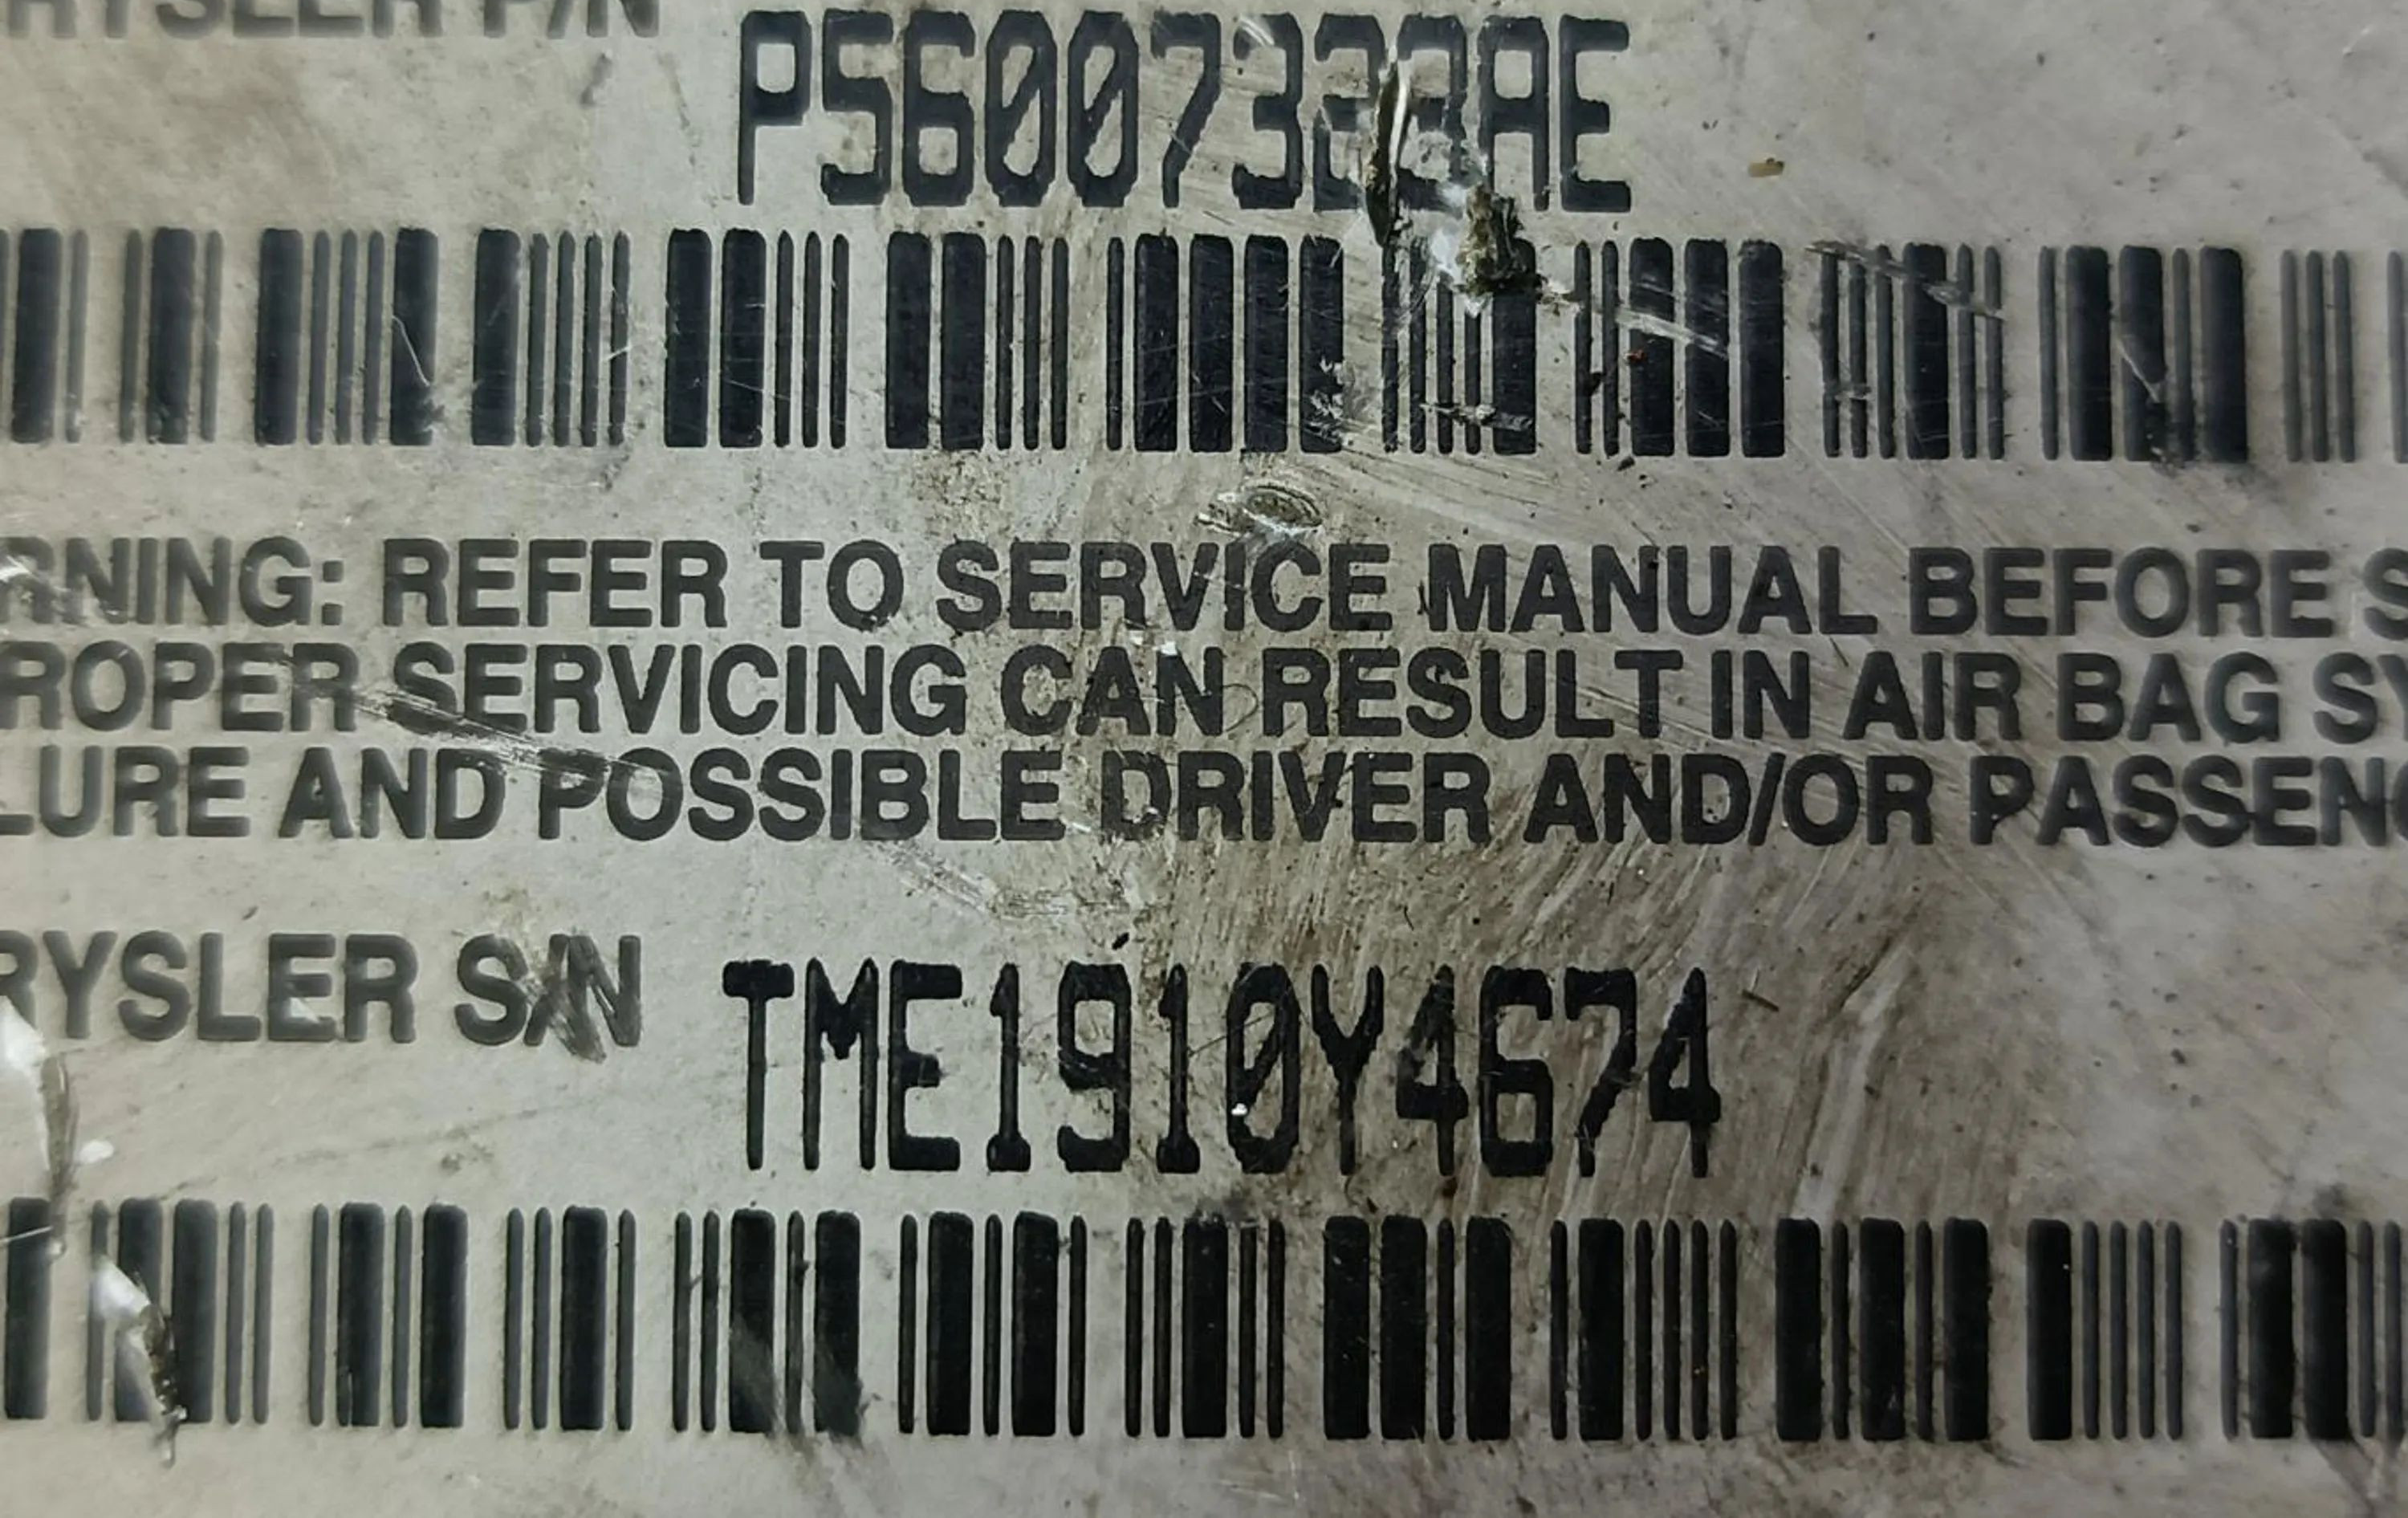 RYSLER P/N
P56007323AE
RNING: REFER TO SERVICE MANUAL BEFORE S
ROPER SERVICING CAN RESULT IN AIR BAG SY
LURE AND POSSIBLE DRIVER AND/OR PASSENG
RYSLER S/N TME1910Y4674